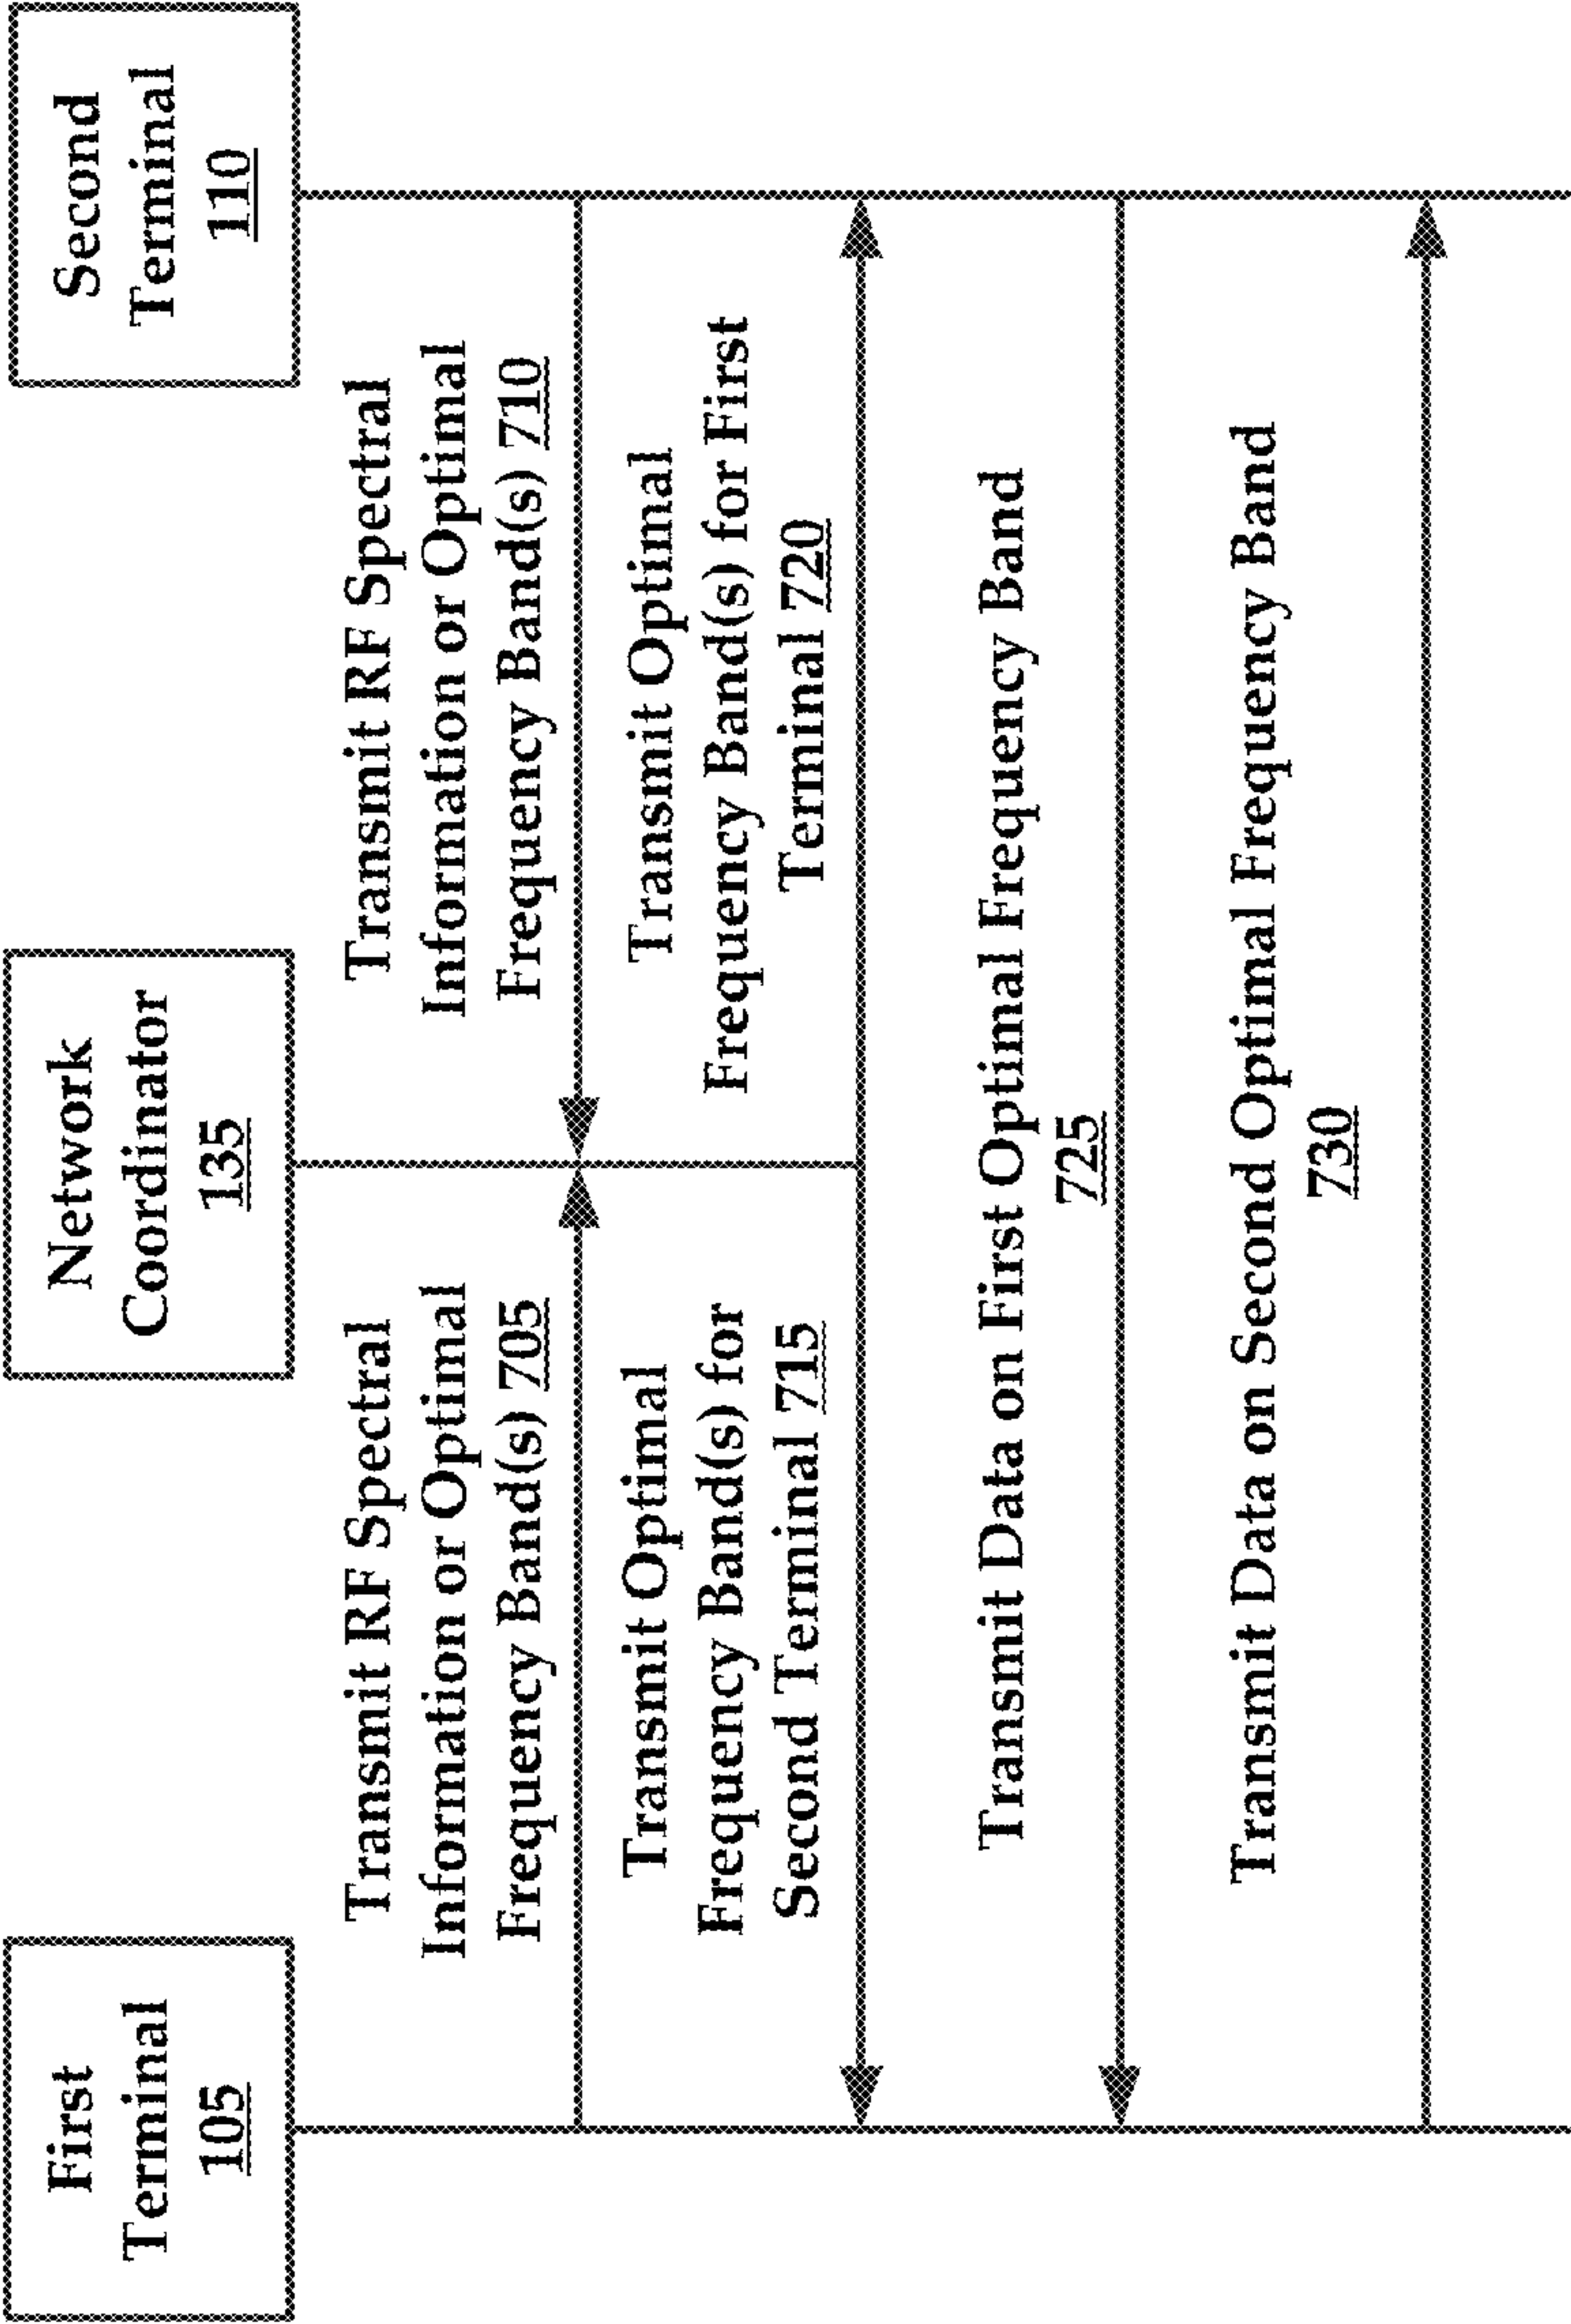 First
Terminal
105
Network
Coordinator
135
Second
Terminal
110
Transmit RF Spectral
Information or Optimal
Frequency Band(s) 705
Transmit RF Spectral
Information or Optimal
Frequency Band(s) 710
Transmit Optimal
Frequency Band(s) for
Second Terminal 715
Transmit Optimal
Frequency Band(s) for First
Terminal 720
Transmit Data on First Optimal Frequency Band
725
Transmit Data on Second Optimal Frequency Band
730